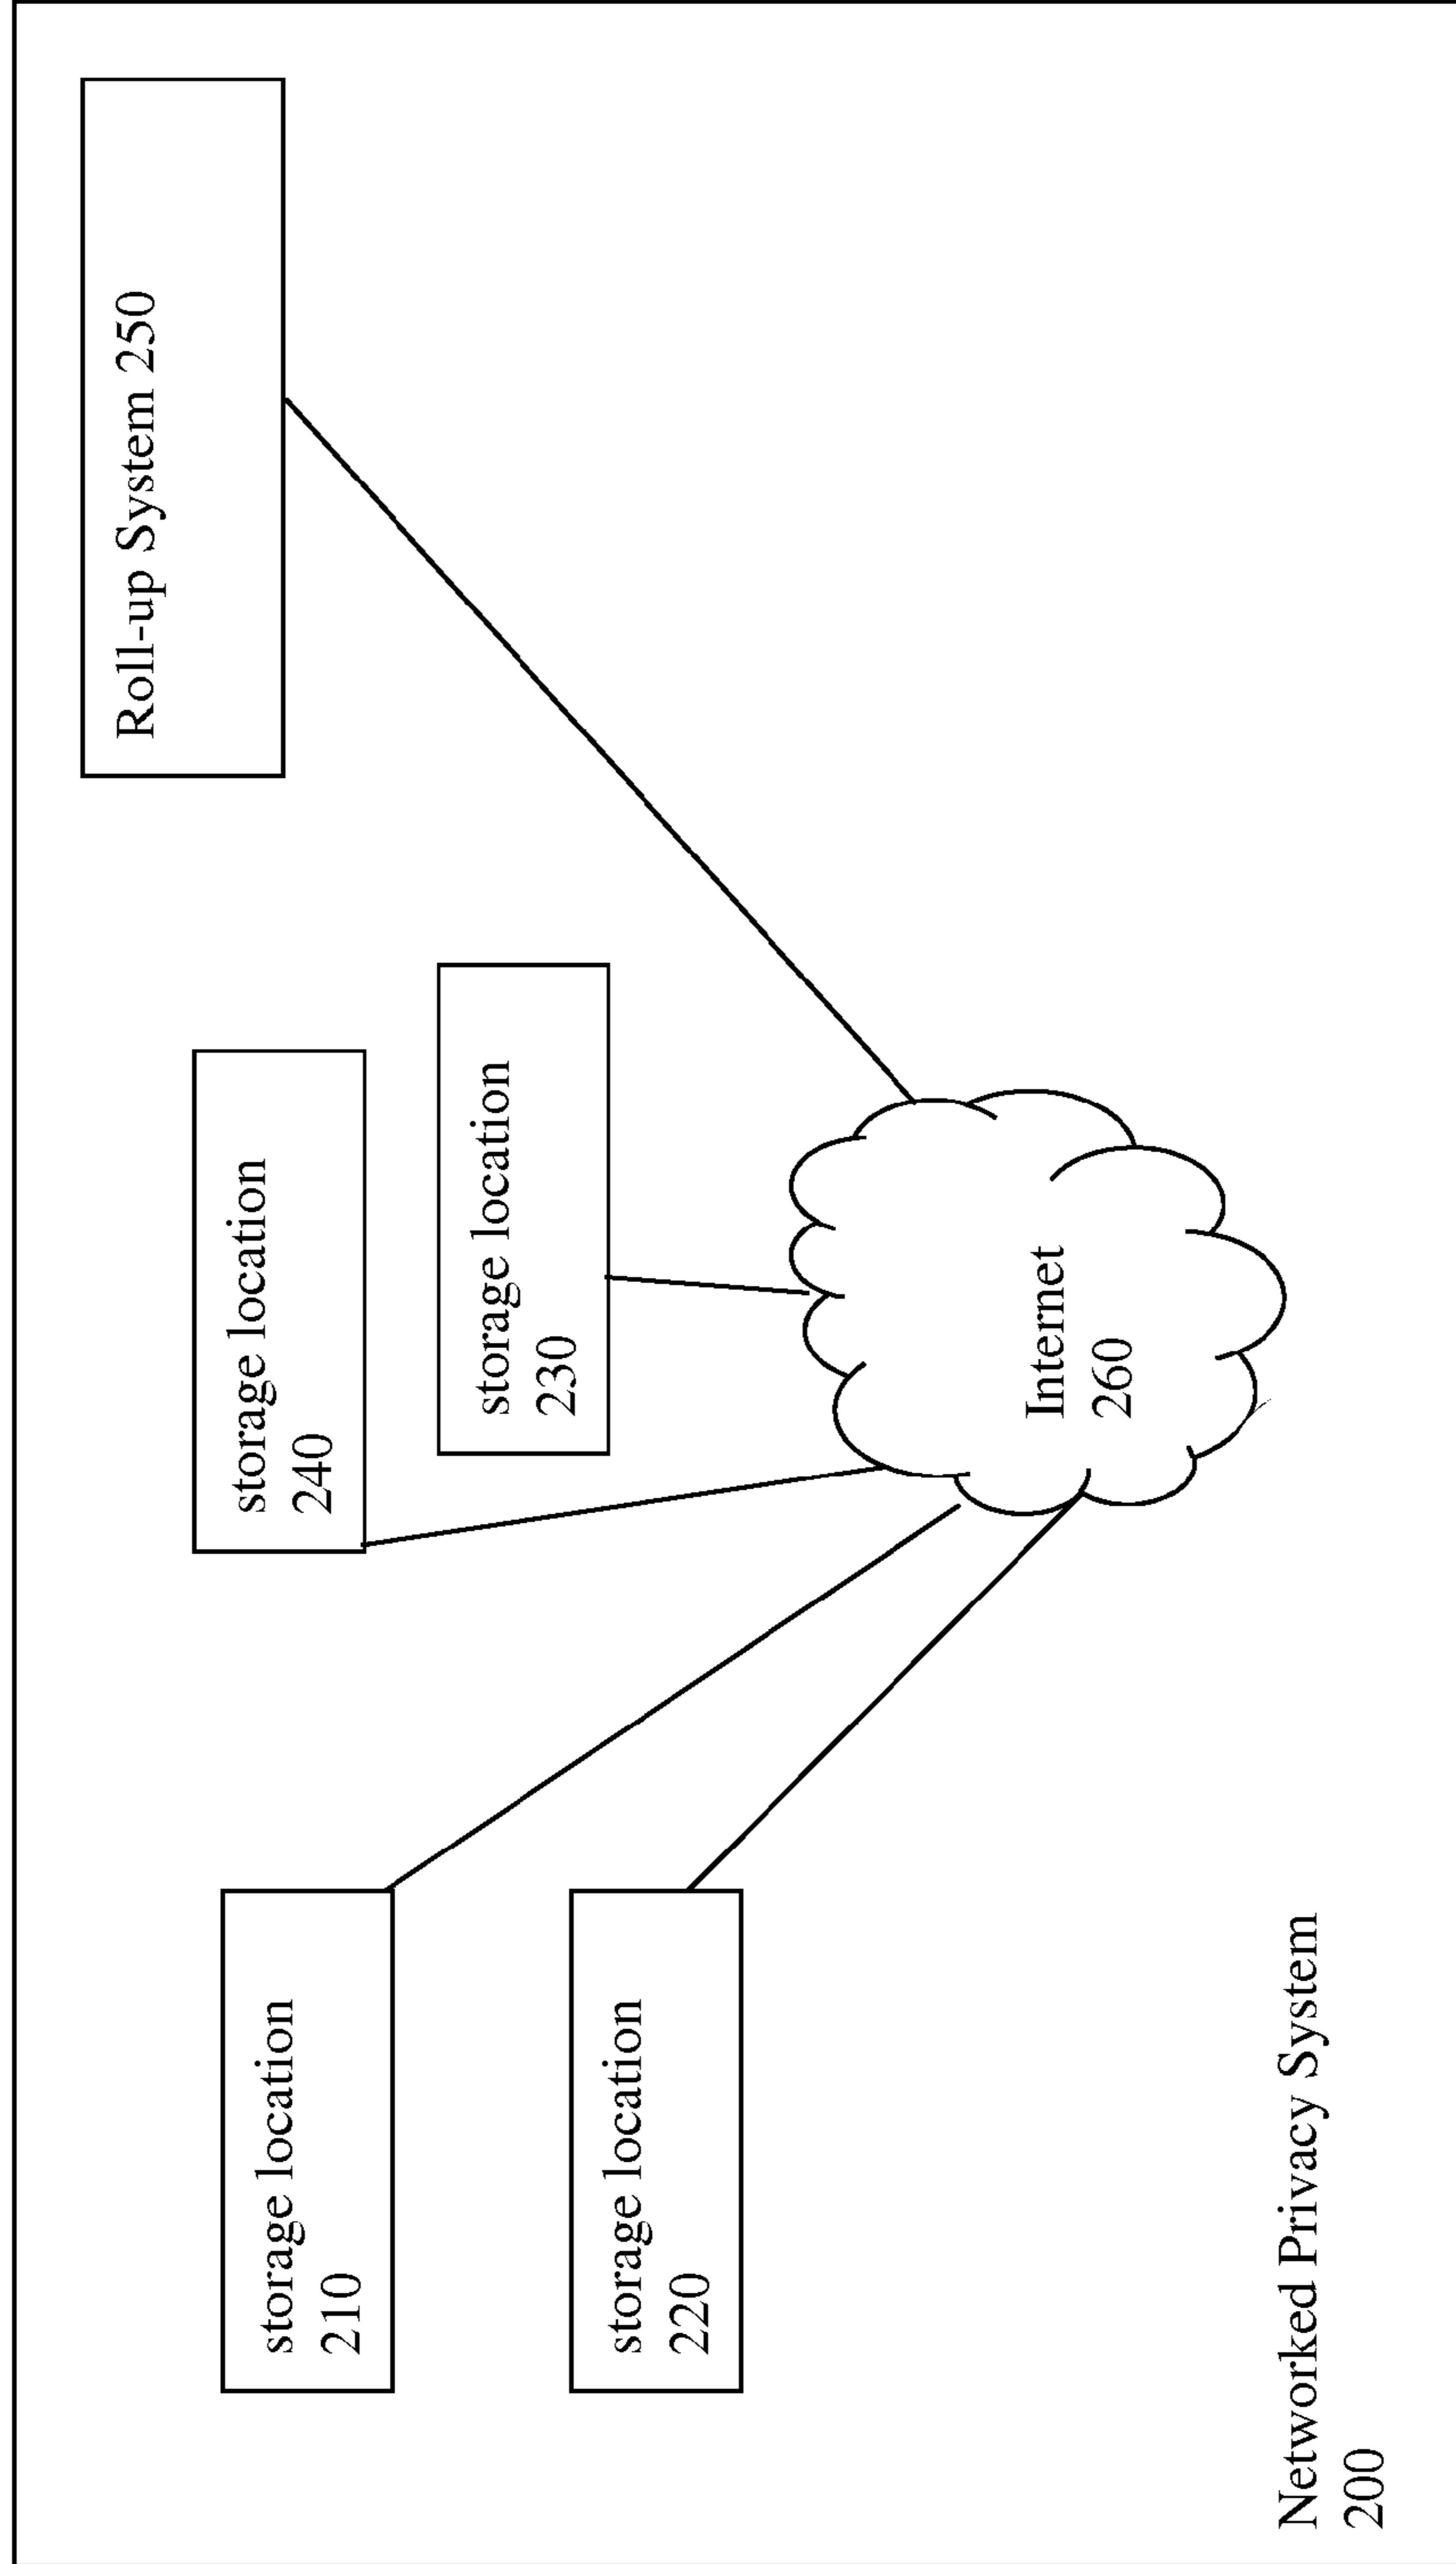 Roll-up System 250
storage location
240
storage location
230
storage location
210
storage location
220
Internet
260
Networked Privacy System
200